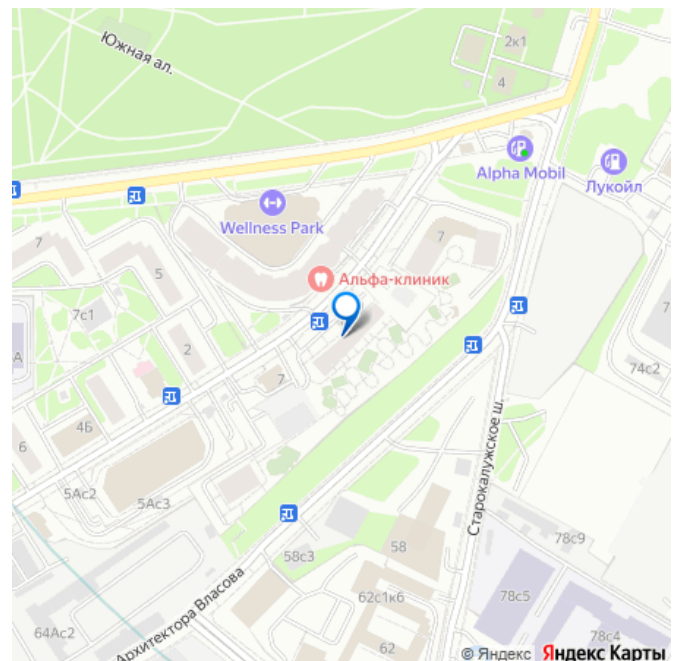 Южная ал.
2к1
4
Alpha Mobil
Лукойл
Wellness Park
7
7
5
Альфа-клиник
7с1
2
7
74с2
4Б
6
5Ас2
5Ас3
Старокалужское ш.
78с9
58с3
58
62с1к6
78с5
Архитектора Власова
64Ас2
62
78с4
© Яндекс Яндекс Карты